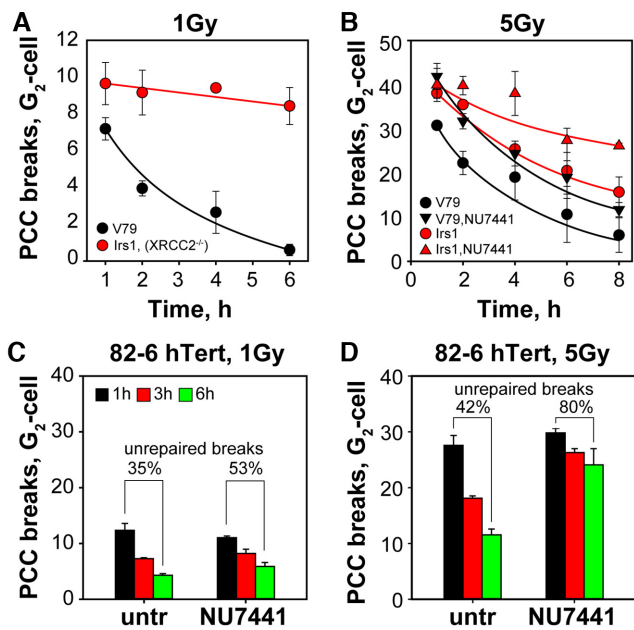 A
1Gy
PCC breaks, G2-cell
12
10
8
6
4
2
0
V79
Irs1, (XRCC2-/-)
1 2 3 4 5 6
Time, h
B
5Gy
PCC breaks, G2-cell
50
40
30
20
10
0
V79
V79,NU7441
Irs1
Irs1,NU7441
0 2 4 6 8
Time, h
C
82-6 hTert, 1Gy
PCC breaks, G2-cell
40
30
20
10
0
1h 3h 6h
unrepaired breaks
35% 53%
untr NU7441
D
82-6 hTert, 5Gy
PCC breaks, G2-cell
40
30
20
10
0
unrepaired breaks
42% 80%
untr NU7441